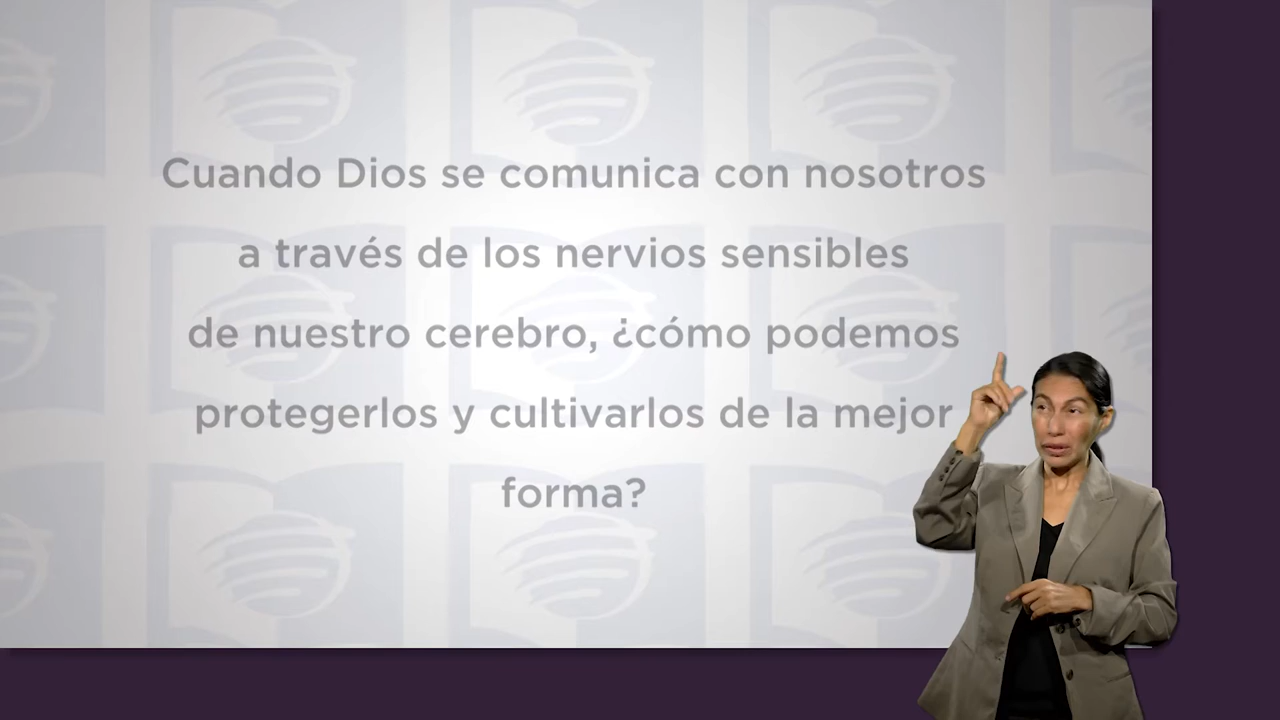 Cuando Dios se comunica con nosotros
a través de los nervios sensibles
de nuestro cerebro, ¿cómo podemos
protegerlos y cultivarlos de la mejor
forma?